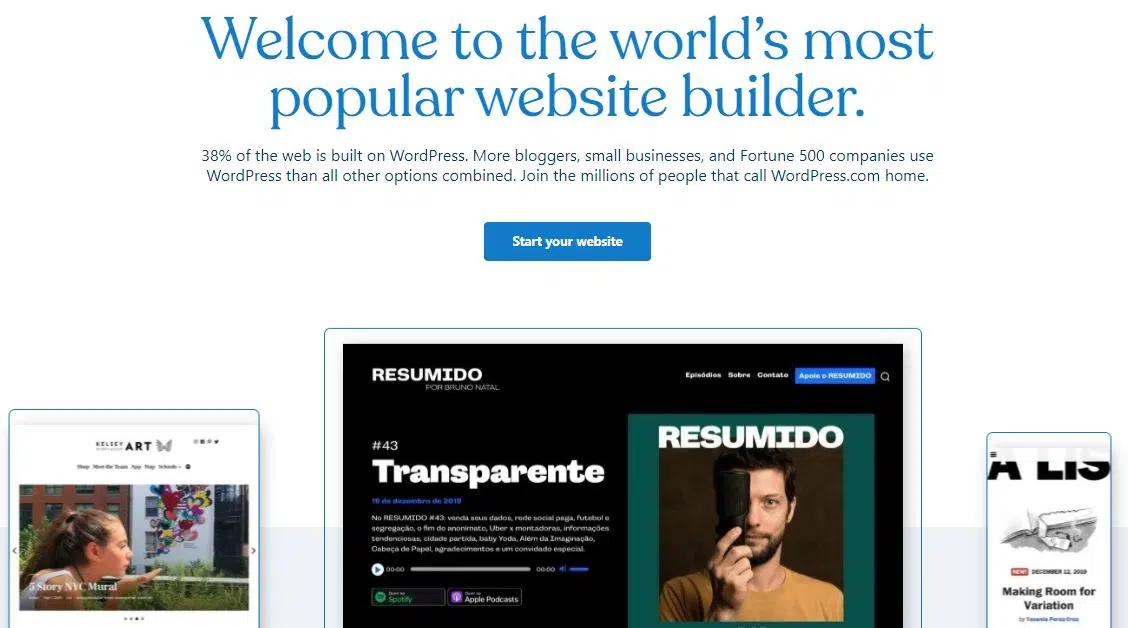 Welcome to the world's most
popular website builder.
38% of the web is built on WordPress. More bloggers, small businesses, and Fortune 500 companies use
WordPress than all other options combined. Join the millions of people that call WordPress.com home.
Start your website
RESUMIDO
POR BRUNO NATAL
Episódios Sobre Contato Apoie o RESUMIDO
#43
Transparente
16 de dezembro de 2019
No RESUMIDO #43: venda seus dados, rede social paga, futebol e
segregação, o fim do anonimato, Uber x montadoras, informações
tendenciosas, cidade partida, baby Yoda, Além da Imaginação,
Cabeça de Papel, agradecimentos e um convidado especial.
00:00 00:00
Spotify
Apple Podcasts
RESUMIDO
KELSEY
ART
Shop Meet the Team App Map Schools
5 Story NYC Mural
A LIS
NEW! DECEMBER 12, 2019
Making Room for
Variation
by Yesenia Perez-Cruz